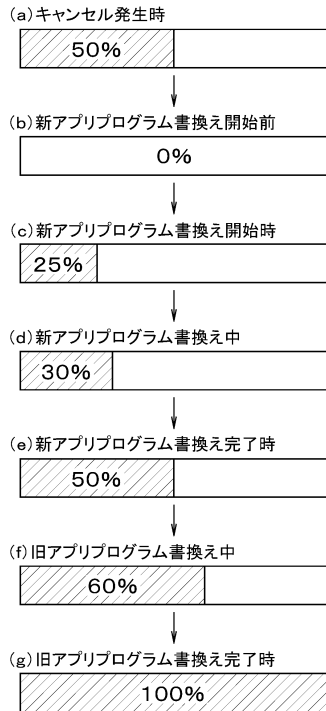 (a)キャンセル発生時
50%
(b)新アプリプログラム書換え開始前
0%
(c)新アプリプログラム書換え開始時
25%
(d)新アプリプログラム書換え中
30%
(e)新アプリプログラム書換え完了時
50%
(f)旧アプリプログラム書換え中
60%
(g)旧アプリプログラム書換え完了時
100%